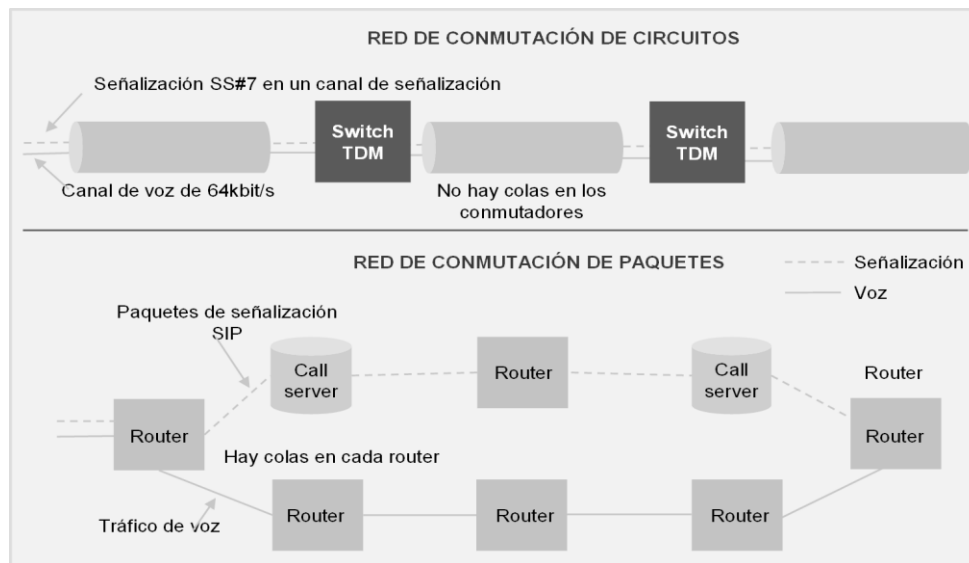 RED DE CONMUTACIÓN DE CIRCUITOS
Señalización SS#7 en un canal de señalización
Switch
TDM
Switch
TDM
Canal de voz de 64kbit/s
No hay colas en los
conmutadores
RED DE CONMUTACIÓN DE PAQUETES
Señalización
Voz
Paquetes de señalización
SIP
Call
server
Router
Call
server
Router
Router
Router
Hay colas en cada router
Tráfico de voz
Router
Router
Router